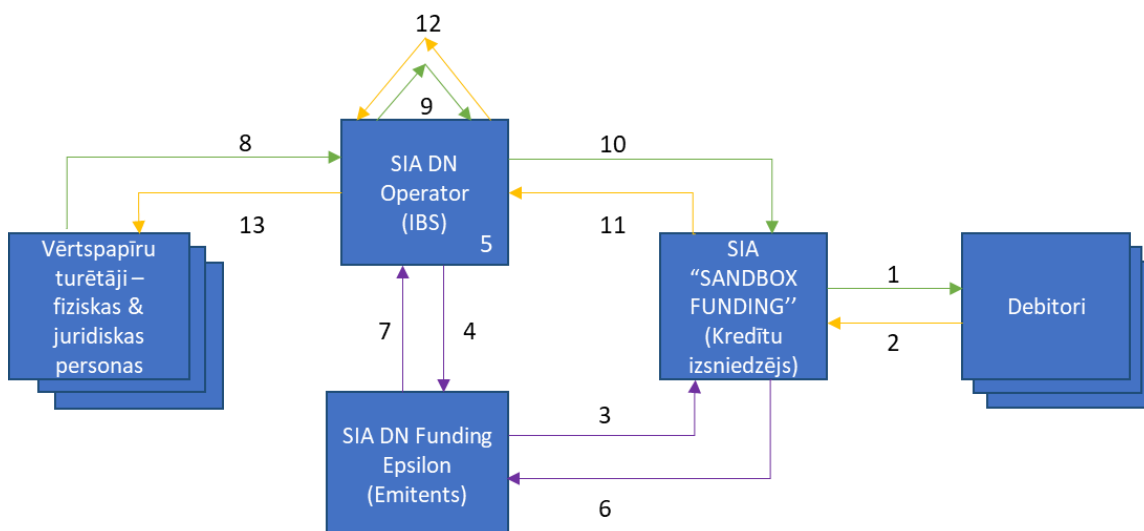 12
9
8
10
SIA DN
Operator
(IBS)
5
13
11
Vērtspapīru
turētāji –
fiziskas &
juridiskas
personas
SIA
“SANDBOX
FUNDING’’
(Kredītu
izsniedzējs)
1
2
Debitori
7
4
3
SIA DN Funding
Epsilon
(Emitents)
6